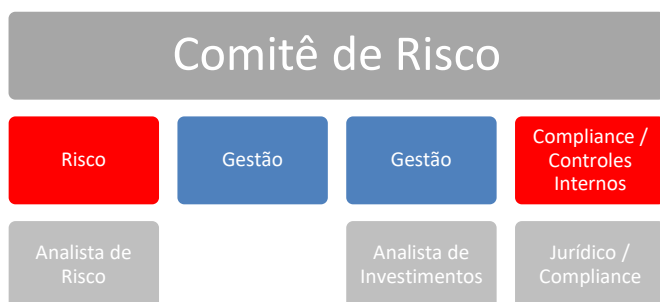 Comitê de Risco
Risco
Gestão
Gestão
Compliance /
Controles
Internos
Analista de
Risco
Analista de
Investimentos
Jurídico /
Compliance